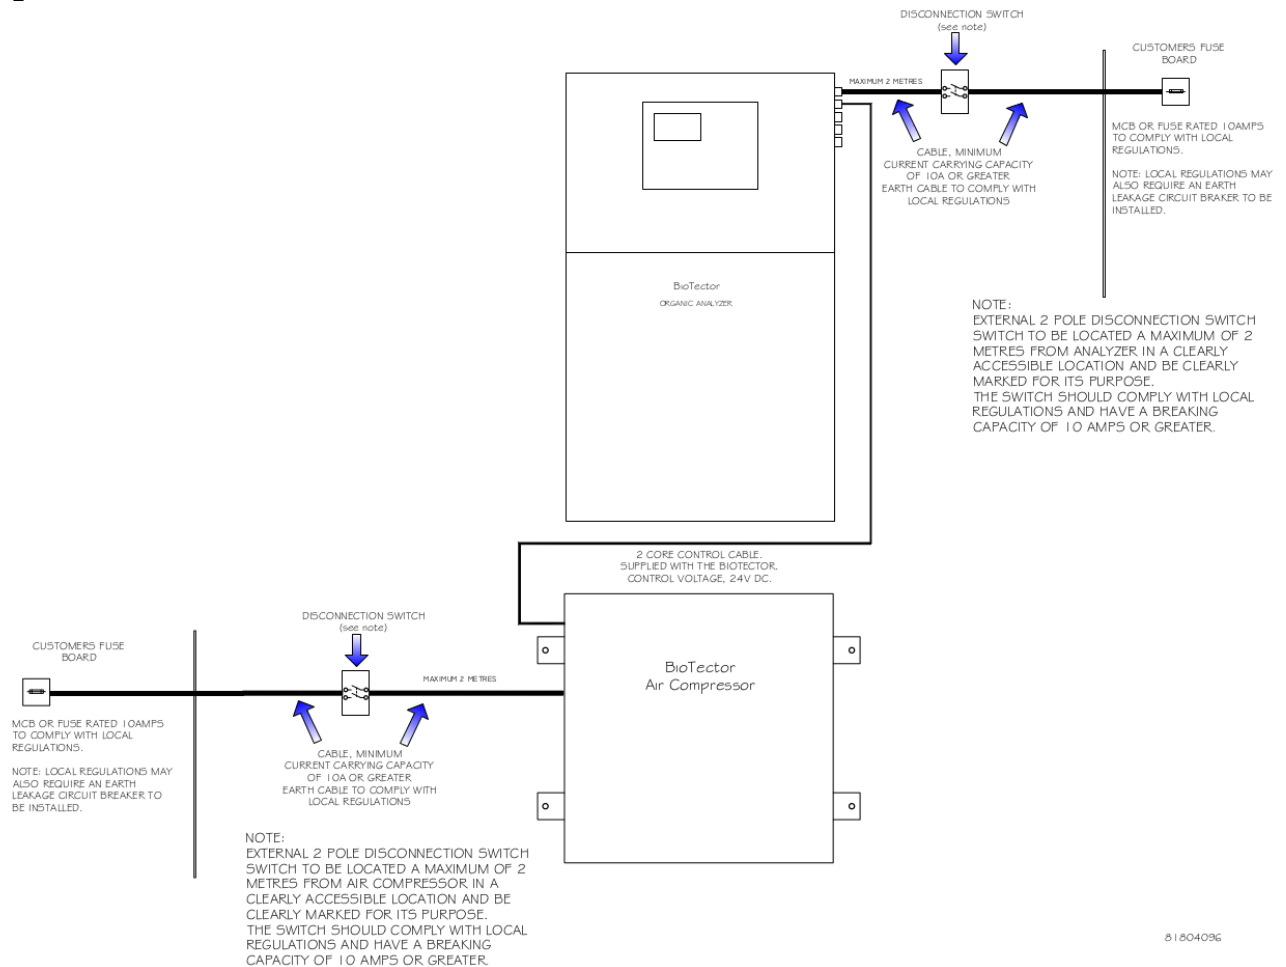 DISCONNECTION SWITCH
(see note)
CUSTOMERS FUSE
BOARD
MAXIMUM 2 METRES
CABLE, MINIMUM
CURRENT CARRYING CAPACITY
OF 10A OR GREATER
EARTH CABLE TO COMPLY WITH
LOCAL REGULATIONS
MCB OR FUSE RATED 10AMPS
TO COMPLY WITH LOCAL
REGULATIONS.
NOTE: LOCAL REGULATIONS MAY
ALSO REQUIRE AN EARTH
LEAKAGE CIRCUIT BRAKER TO BE
INSTALLED.
BioTector
ORGANIC ANALYZER
NOTE:
EXTERNAL 2 POLE DISCONNECTION SWITCH
SWITCH TO BE LOCATED A MAXIMUM OF 2
METRES FROM ANALYZER IN A CLEARLY
ACCESSIBLE LOCATION AND BE CLEARLY
MARKED FOR ITS PURPOSE.
THE SWITCH SHOULD COMPLY WITH LOCAL
REGULATIONS AND HAVE A BREAKING
CAPACITY OF 10 AMPS OR GREATER.
2 CORE CONTROL CABLE.
SUPPLIED WITH THE BIOTECTOR.
CONTROL VOLTAGE, 24V DC.
DISCONNECTION SWITCH
(see note)
CUSTOMERS FUSE
BOARD
MAXIMUM 2 METRES
BioTector
Air Compressor
MCB OR FUSE RATED 10AMPS
TO COMPLY WITH LOCAL
REGULATIONS.
NOTE: LOCAL REGULATIONS MAY
ALSO REQUIRE AN EARTH
LEAKAGE CIRCUIT BREAKER TO
BE INSTALLED.
CABLE, MINIMUM
CURRENT CARRYING CAPACITY
OF 10A OR GREATER
EARTH CABLE TO COMPLY WITH
LOCAL REGULATIONS
NOTE:
EXTERNAL 2 POLE DISCONNECTION SWITCH
SWITCH TO BE LOCATED A MAXIMUM OF 2
METRES FROM AIR COMPRESSOR IN A
CLEARLY ACCESSIBLE LOCATION AND BE
CLEARLY MARKED FOR ITS PURPOSE.
THE SWITCH SHOULD COMPLY WITH LOCAL
REGULATIONS AND HAVE A BREAKING
CAPACITY OF 10 AMPS OR GREATER.
81804096